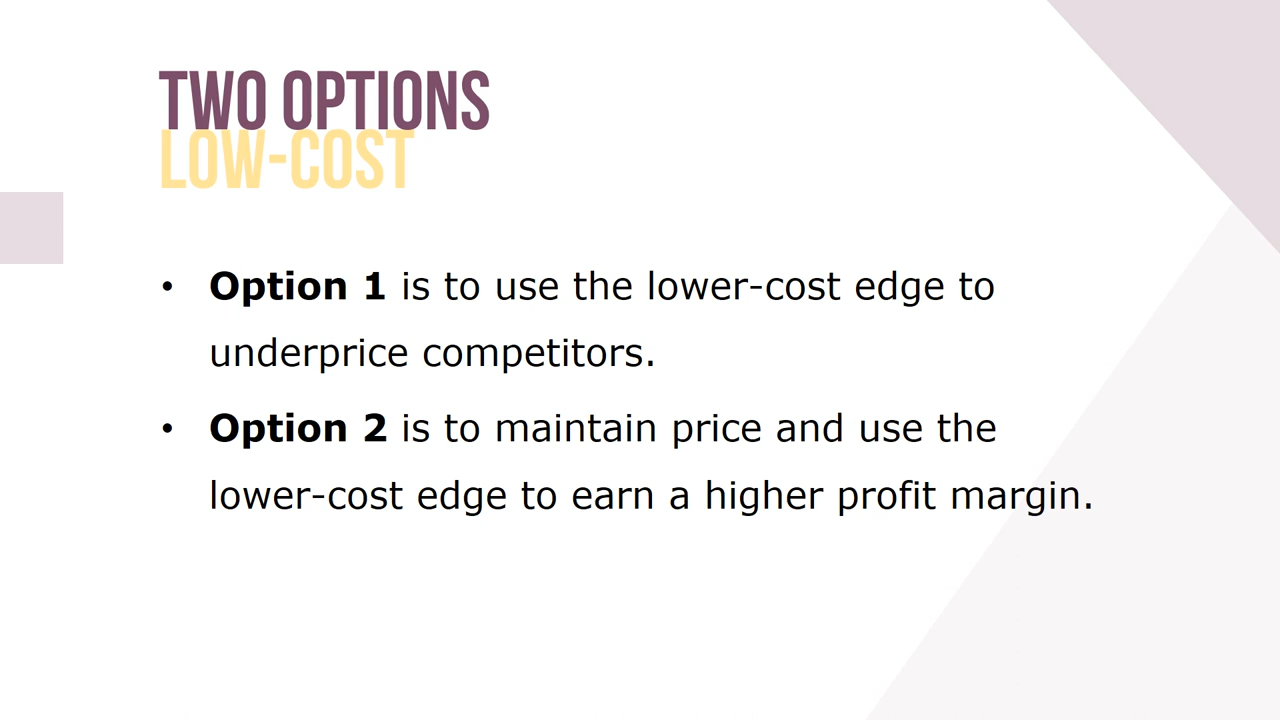 TWO OPTIONS
LOW-COST
• Option 1 is to use the lower-cost edge to
underprice competitors.
• Option 2 is to maintain price and use the
lower-cost edge to earn a higher profit margin.